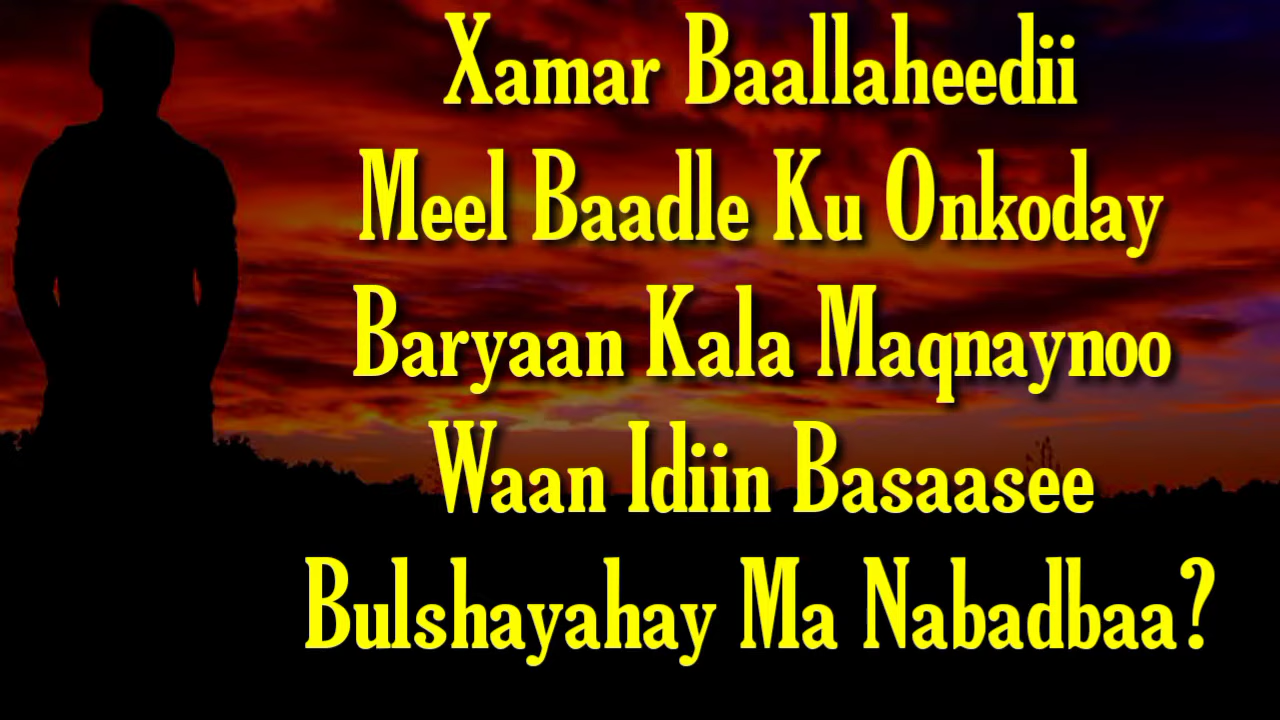 Xamar Baallaheedii
Meel Baadle Ku Onkoday
Baryaan Kala Maqnaynoo
Waan Idiin Basaasee
Bulshayahay Ma Nabadbaa?